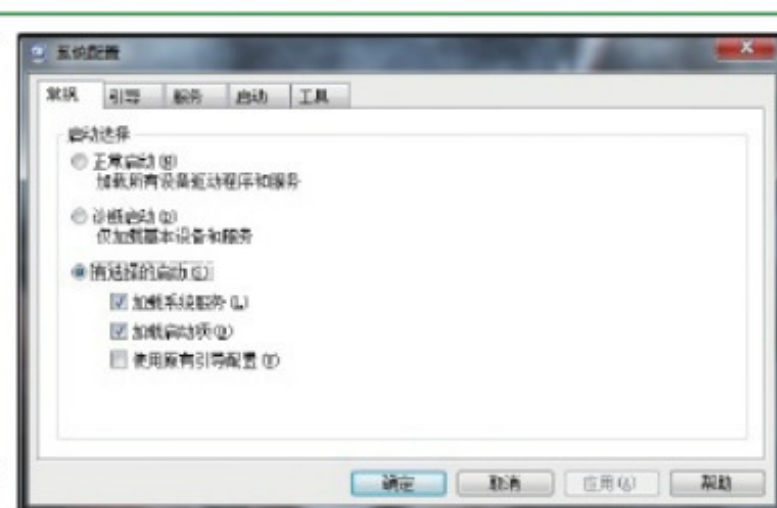 系统配置
常规 引导 服务 启动 工具
启动选择
正常启动(N)
加载所有设备驱动程序和服务
诊断启动(D)
仅加载基本设备和服务
有选择的启动(C)
加载系统服务(L)
加载启动项(O)
使用原有引导配置(Y)
确定 取消 应用(A) 帮助